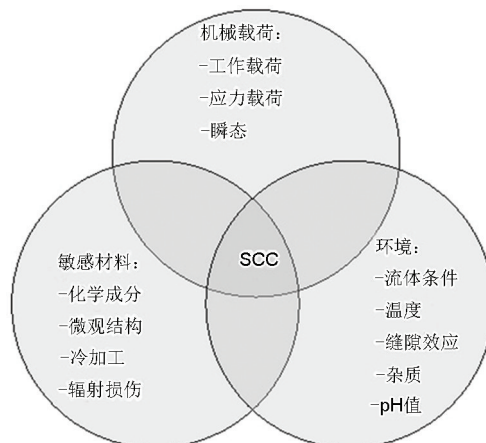 机械载荷：
-工作载荷
-应力载荷
-瞬态
SCC
敏感材料：
-化学成分
-微观结构
-冷加工
-辐射损伤
环境：
-流体条件
-温度
-缝隙效应
-杂质
-pH值